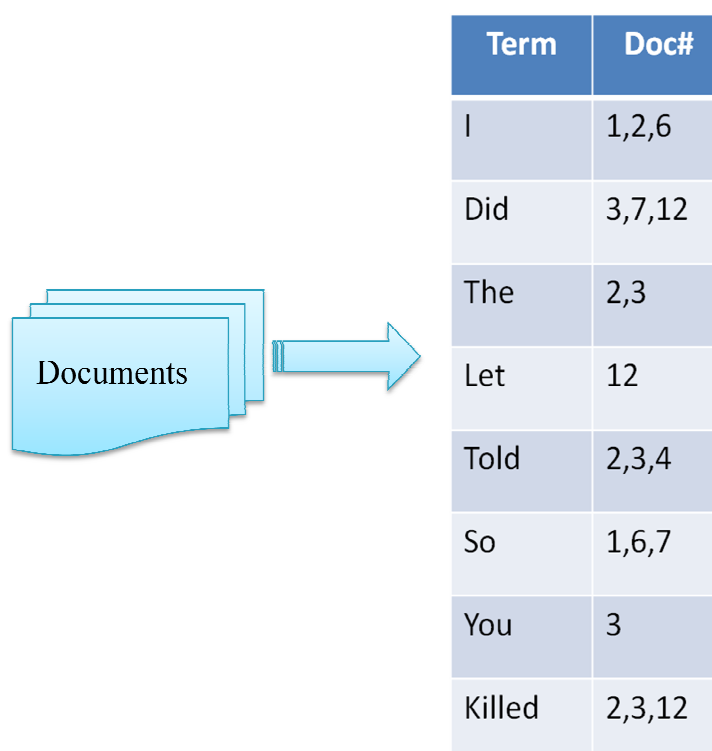 Term Doc#
I 1,2,6
Did 3,7,12
The 2,3
Documents
Let 12
Told 2,3,4
So 1,6,7
You 3
Killed 2,3,12